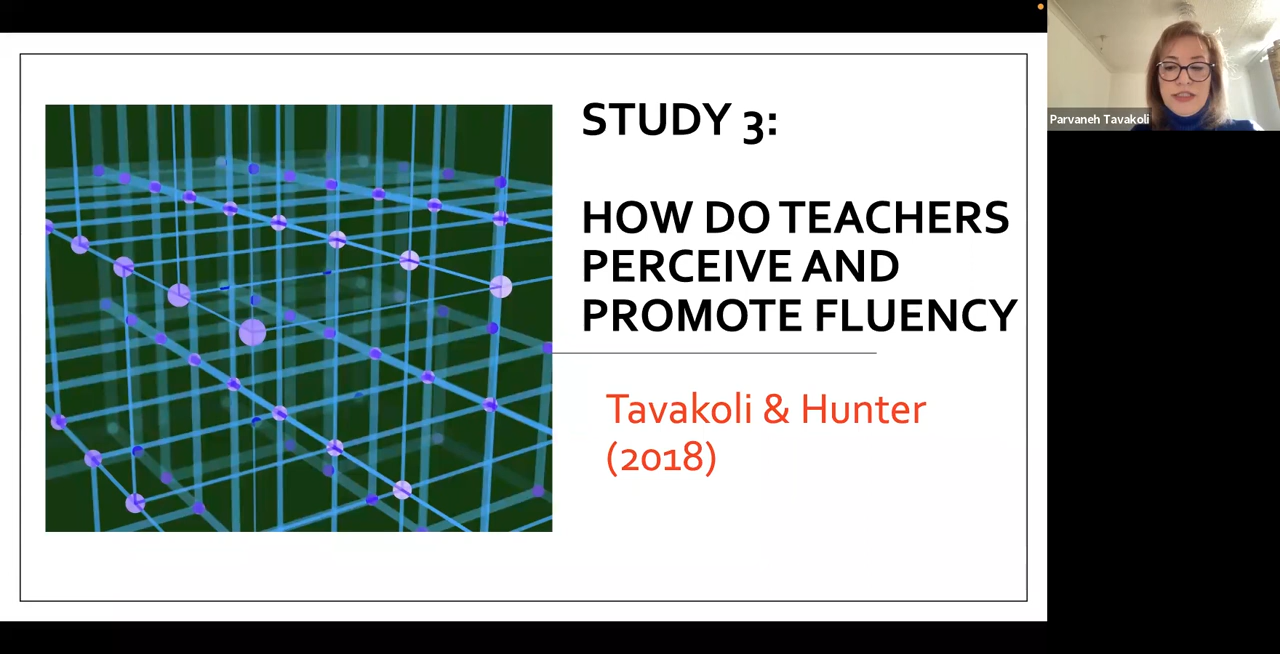 STUDY 3:
HOW DO TEACHERS
PERCEIVE AND
PROMOTE FLUENCY
Tavakoli & Hunter
(2018)
Parvaneh Tavakoli